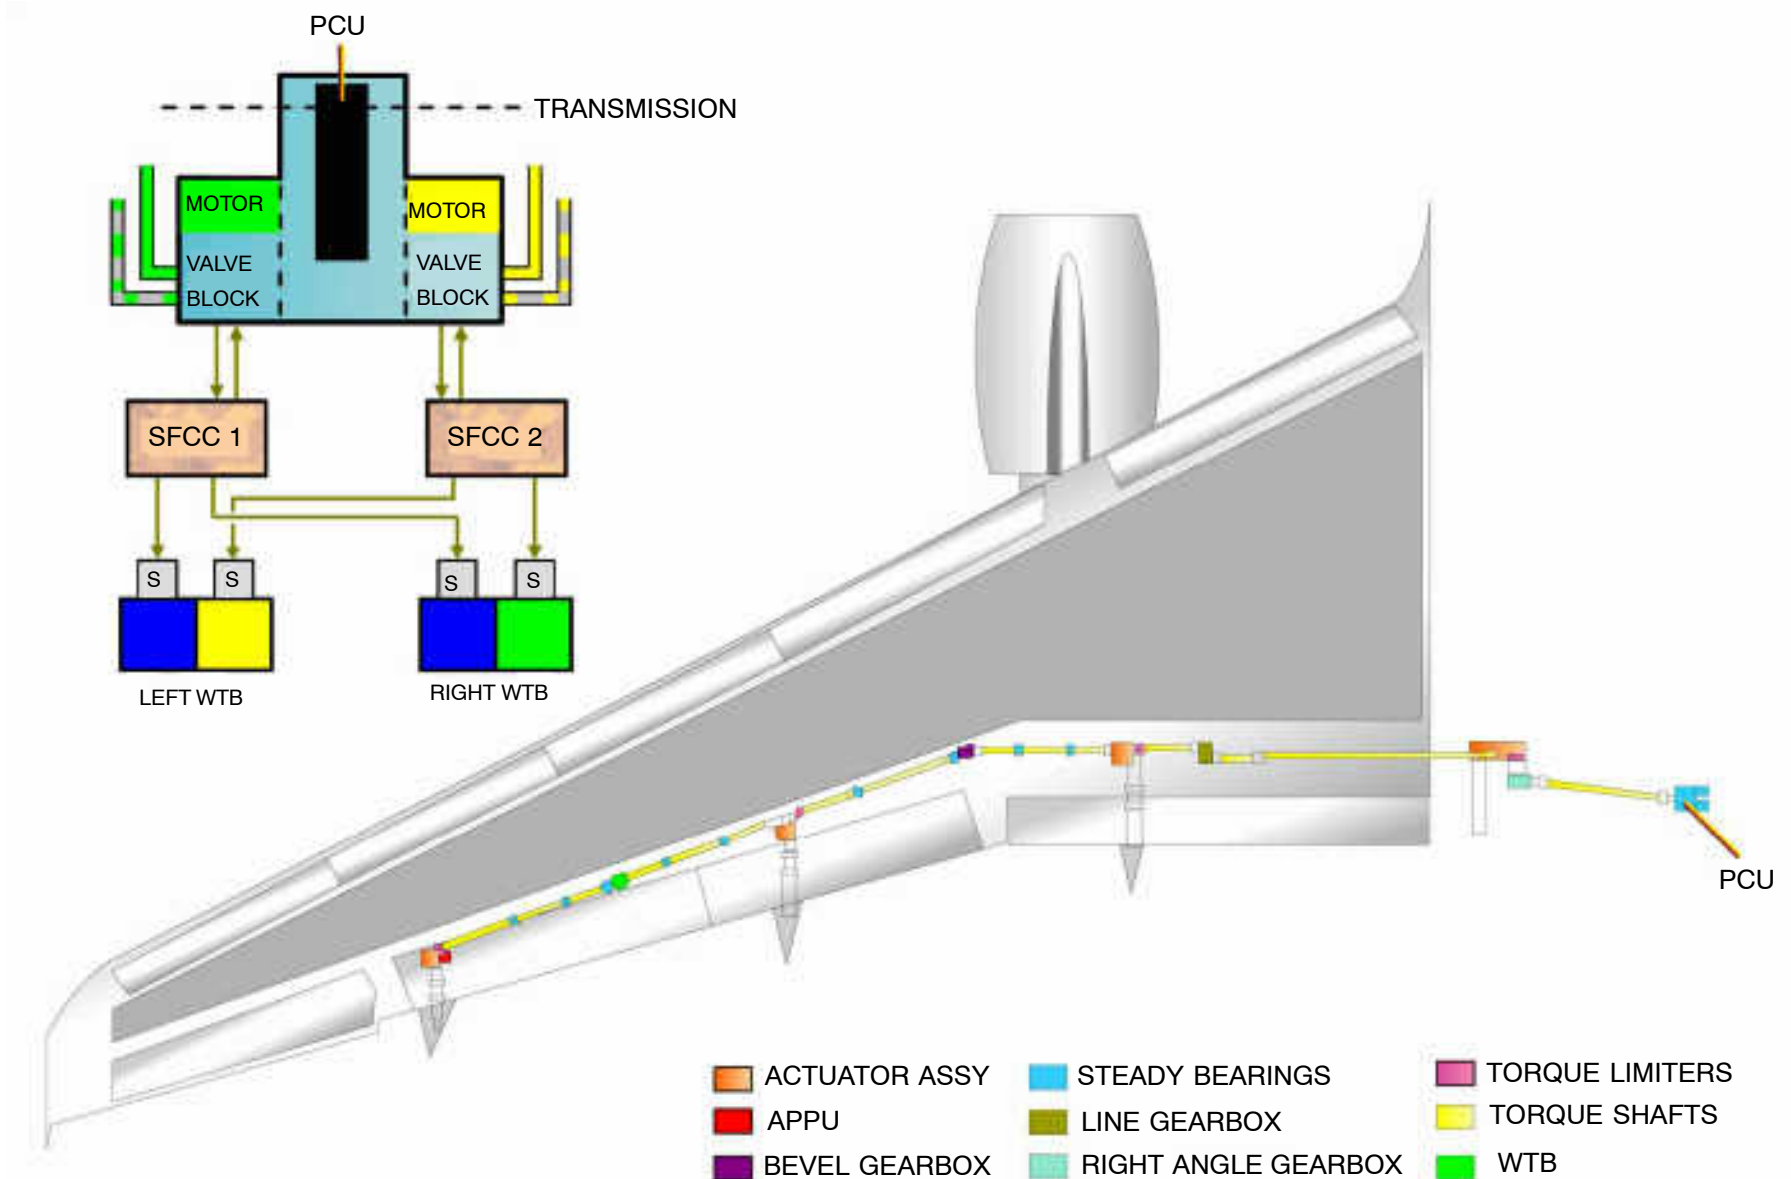 PCU
TRANSMISSION
MOTOR
MOTOR
VALVE
BLOCK
VALVE
BLOCK
SFCC 1
SFCC 2
S
S
S
S
LEFT WTB
RIGHT WTB
PCU
ACTUATOR ASSY
STEADY BEARINGS
TORQUE LIMITERS
APPU
LINE GEARBOX
TORQUE SHAFTS
BEVEL GEARBOX
RIGHT ANGLE GEARBOX
WTB